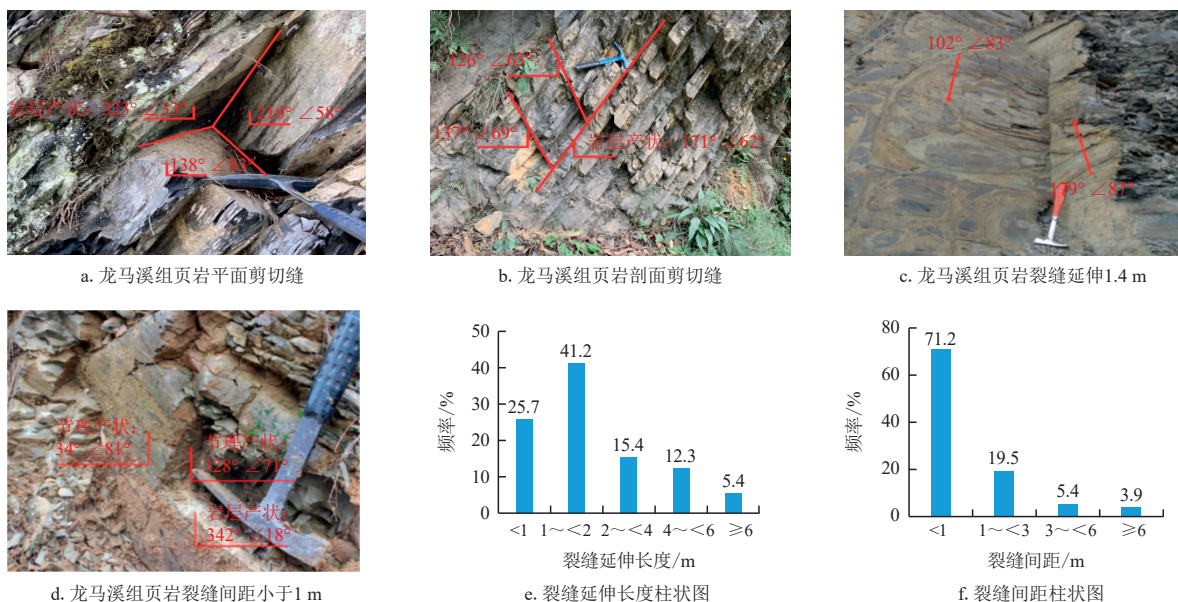 岩层产状：323° ∠33°
210° ∠58°
138° ∠83°
a. 龙马溪组页岩平面剪切缝
126° ∠63°
137° ∠69°
岩层产状：171° ∠62°
b. 龙马溪组页岩剖面剪切缝
102° ∠83°
179° ∠87°
c. 龙马溪组页岩裂缝延伸1.4 m
节理产状：
34° ∠81°
节理产状：
328° ∠71°
岩层产状：
342° ∠18°
d. 龙马溪组页岩裂缝间距小于1 m
50
40
30
20
10
0
频率/%
25.7
41.2
15.4
12.3
5.4
<1
1～<2
2～<4
4～<6
≥6
裂缝延伸长度/m
e. 裂缝延伸长度柱状图
80
60
40
20
0
频率/%
71.2
19.5
5.4
3.9
<1
1～<3
3～<6
≥6
裂缝间距/m
f. 裂缝间距柱状图